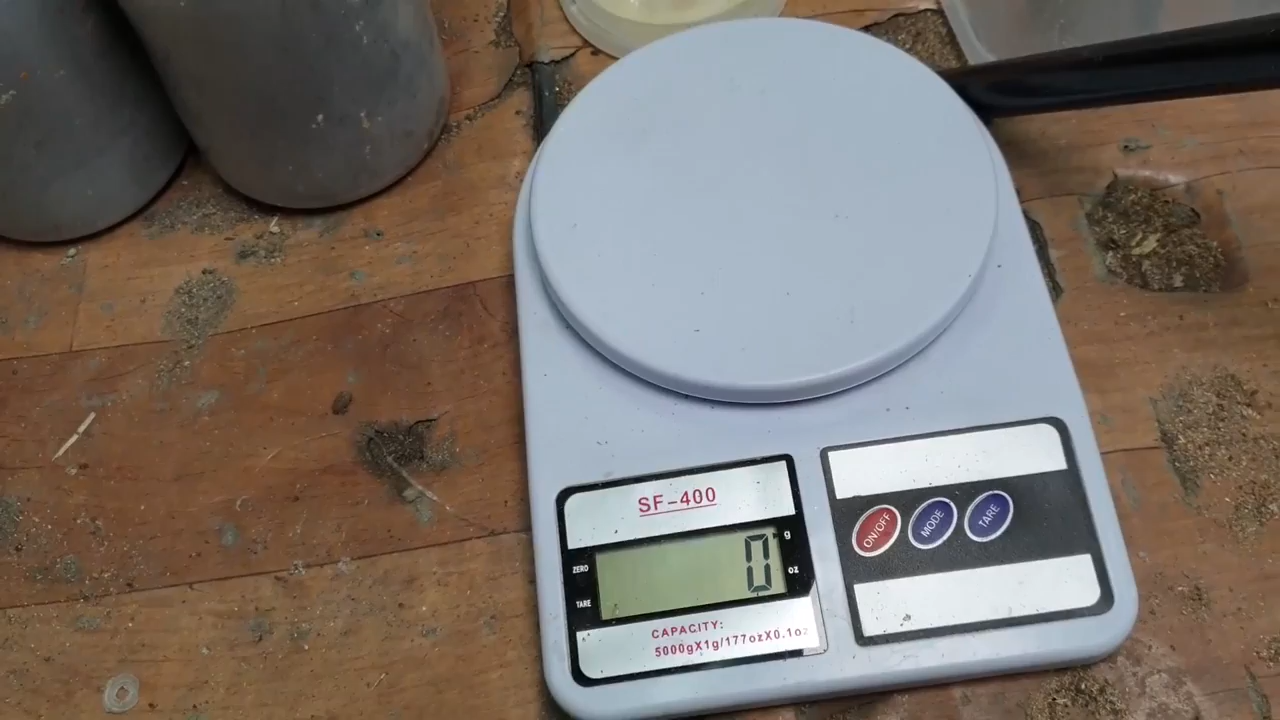 SF-400
ZERO
TARE
0
g
oz
CAPACITY:
5000gX1g/177ozX0.1oz
ON/OFF
MODE
TARE